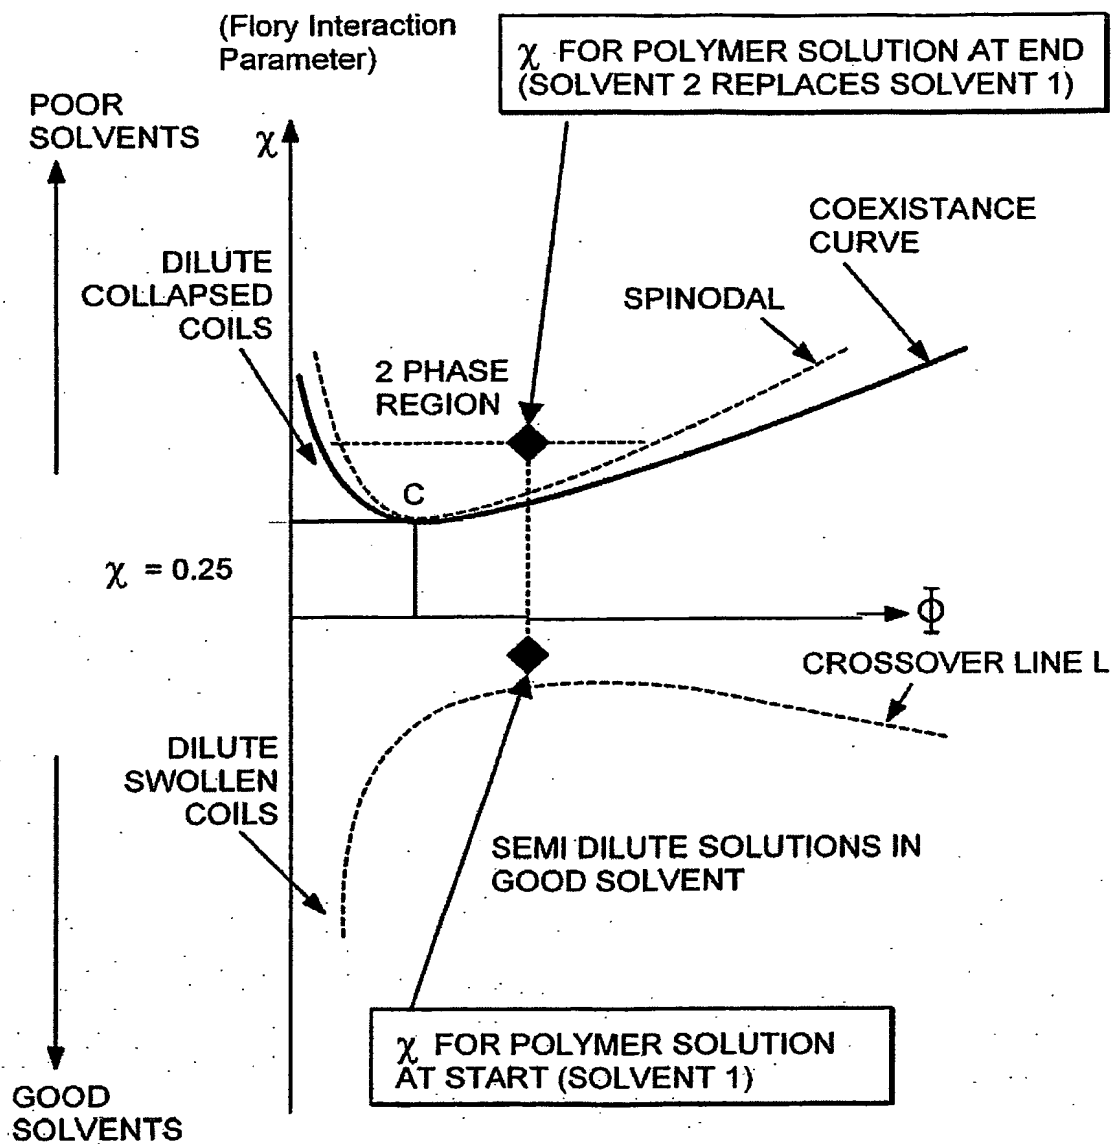 (Flory Interaction
Parameter)
χ FOR POLYMER SOLUTION AT END
(SOLVENT 2 REPLACES SOLVENT 1)
POOR
SOLVENTS
χ
COEXISTANCE
CURVE
DILUTE
COLLAPSED
COILS
SPINODAL
2 PHASE
REGION
C
χ = 0.25
Φ
CROSSOVER LINE L
DILUTE
SWOLLEN
COILS
SEMI DILUTE SOLUTIONS IN
GOOD SOLVENT
χ FOR POLYMER SOLUTION
AT START (SOLVENT 1)
GOOD
SOLVENTS